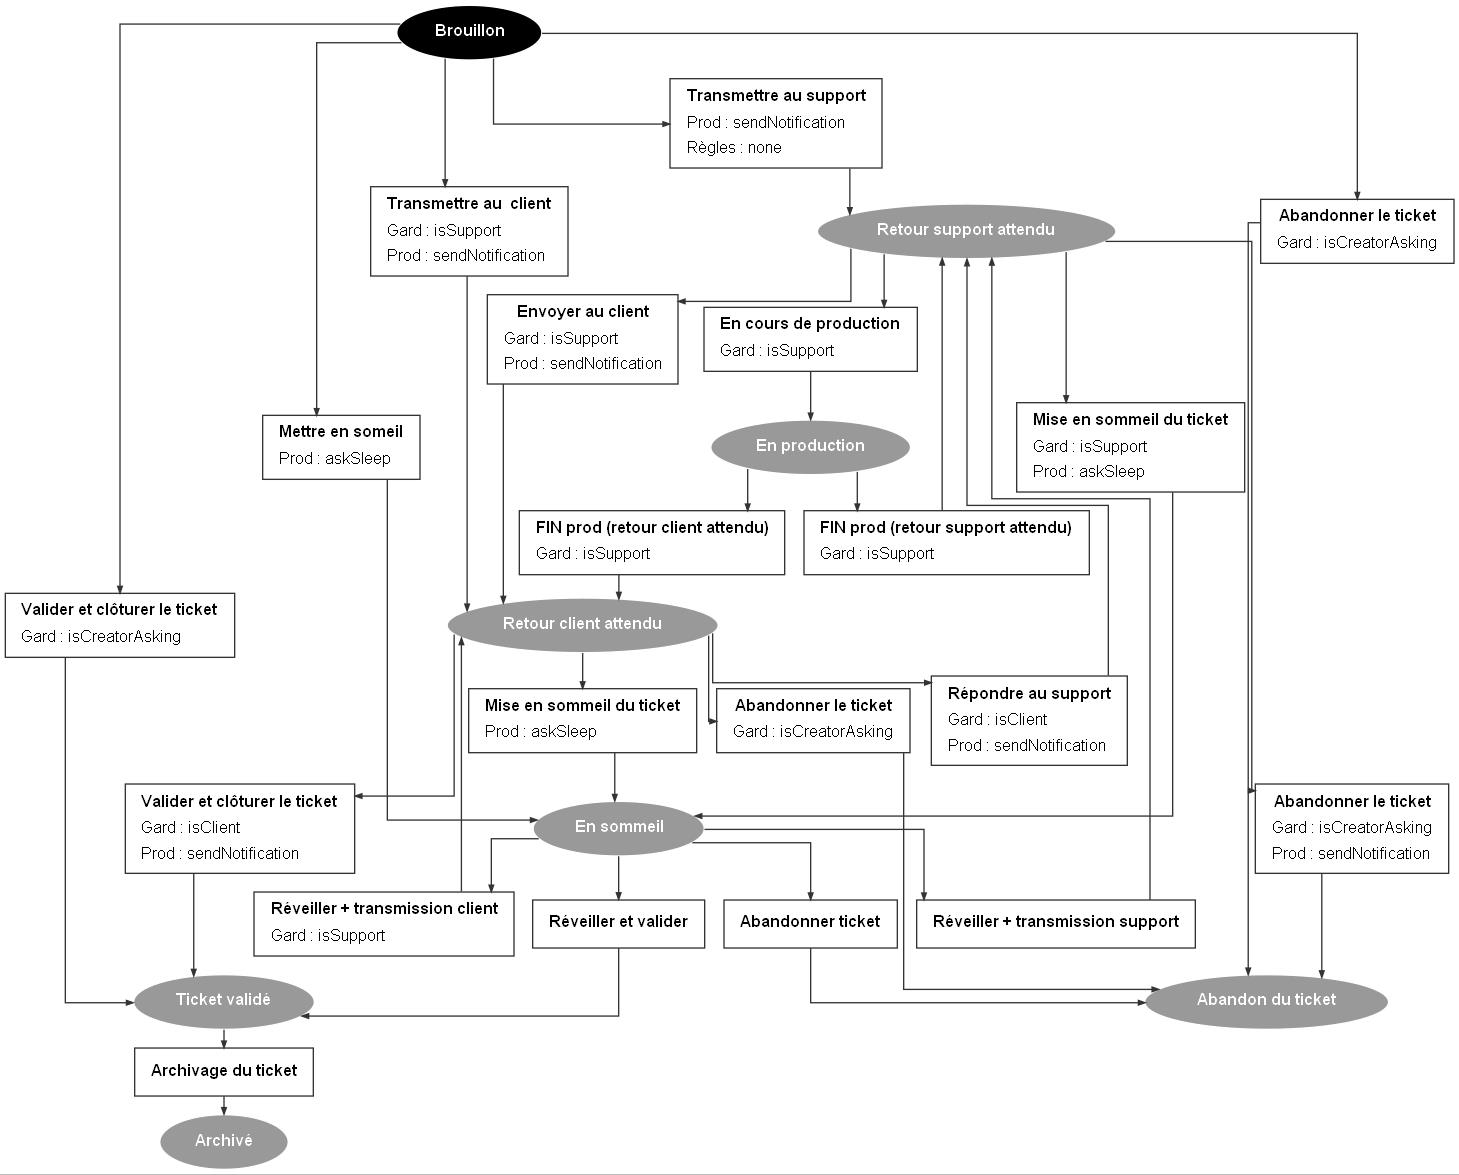 Brouillon
Transmettre au support
Prod : sendNotification
Règles : none
Transmettre au  client
Gard : isSupport
Prod : sendNotification
Retour support attendu
Abandonner le ticket
Gard : isCreatorAsking
Envoyer au client
Gard : isSupport
Prod : sendNotification
En cours de production
Gard : isSupport
Mettre en someil
Prod : askSleep
En production
Mise en sommeil du ticket
Gard : isSupport
Prod : askSleep
FIN prod (retour client attendu)
Gard : isSupport
FIN prod (retour support attendu)
Gard : isSupport
Valider et clôturer le ticket
Gard : isCreatorAsking
Retour client attendu
Mise en sommeil du ticket
Prod : askSleep
Abandonner le ticket
Gard : isCreatorAsking
Répondre au support
Gard : isClient
Prod : sendNotification
Valider et clôturer le ticket
Gard : isClient
Prod : sendNotification
En sommeil
Abandonner le ticket
Gard : isCreatorAsking
Prod : sendNotification
Réveiller + transmission client
Gard : isSupport
Réveiller et valider
Abandonner ticket
Réveiller + transmission support
Ticket validé
Abandon du ticket
Archivage du ticket
Archivé